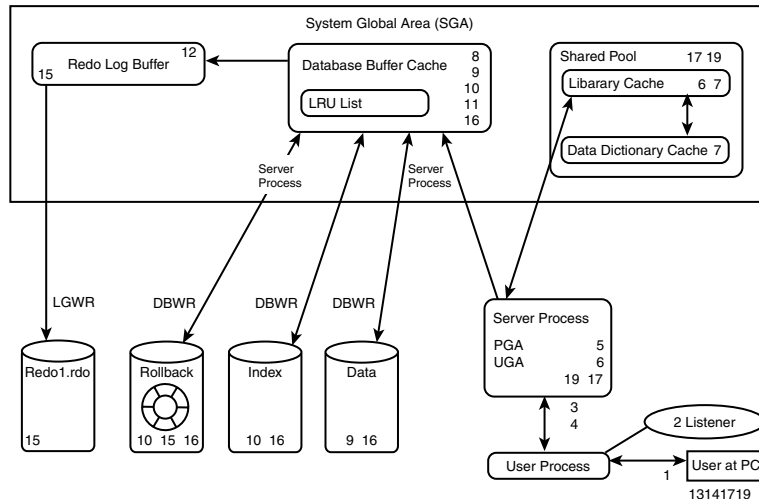 System Global Area (SGA)
Redo Log Buffer
12
15
Database Buffer Cache
8
9
10
11
16
LRU List
Shared Pool
17 19
Libarary Cache
6 7
Data Dictionary Cache 7
Server
Process
Server
Process
LGWR
DBWR
DBWR
DBWR
Redo1.rdo
15
Rollback
10 15 16
Index
10 16
Data
9 16
Server Process
PGA 5
UGA 6
19 17
3
4
2 Listener
User Process
1
User at PC
13141719